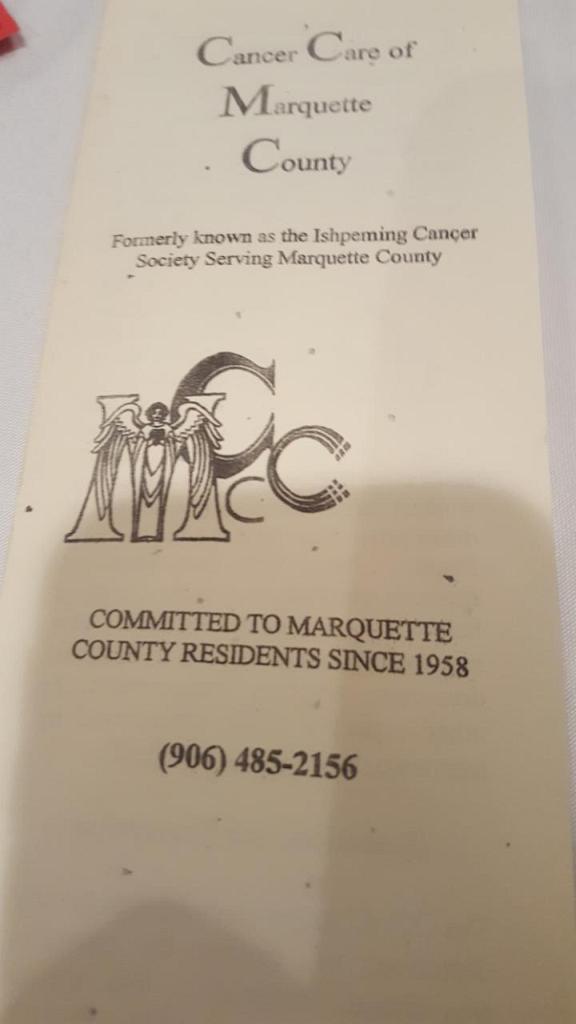 Cancer Care of
Marquette
County
Formerly known as the Ishpeming Cancer
Society Serving Marquette County
MCCC
COMMITTED TO MARQUETTE
COUNTY RESIDENTS SINCE 1958
(906) 485-2156